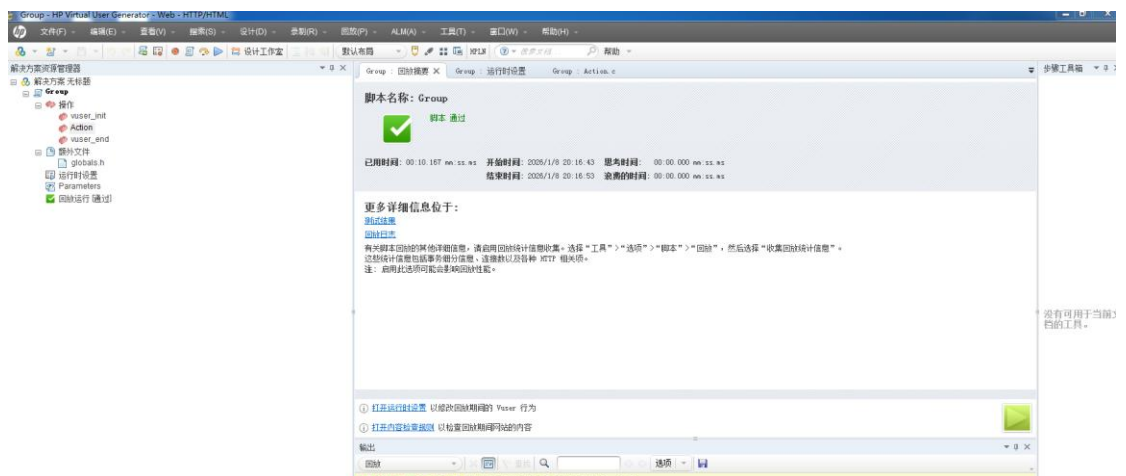 Group - HP Virtual User Generator - Web - HTTP/HTML
文件(F) 编辑(E) 查看(V) 搜索(S) 设计(D) 录制(R) 回放(P) ALM(A) 工具(T) 窗口(W) 帮助(H)
设计工作室 默认布局 帮助
解决方案资源管理器
Group : 回放摘要 Group : 运行时设置 Group : Action.c
步骤工具箱
解决方案 无标题
Group
操作
vuser_init
Action
vuser_end
额外文件
globals.h
运行时设置
Parameters
回放运行 [通过]
脚本名称: Group
脚本 通过
已用时间: 00:10.167 mm:ss.ms 开始时间: 2026/1/8 20:16:43 思考时间: 00:00.000 mm:ss.ms
结束时间: 2026/1/8 20:16:53 浪费的时间: 00:00.000 mm:ss.ms
更多详细信息位于:
测试结果
回放日志
有关脚本回放的其他详细信息，请启用回放统计信息收集。选择“工具”>“选项”>“脚本”>“回放”，然后选择“收集回放统计信息”。
这些统计信息包括事务细分信息、连接数以及各种 HTTP 相关项。
注: 启用此选项可能会影响回放性能。
没有可用于当前文
档的工具。
打开运行时设置 以修改回放期间的 Vuser 行为
打开内容检查规则 以检查回放期间网站的内容
输出
回放 选项